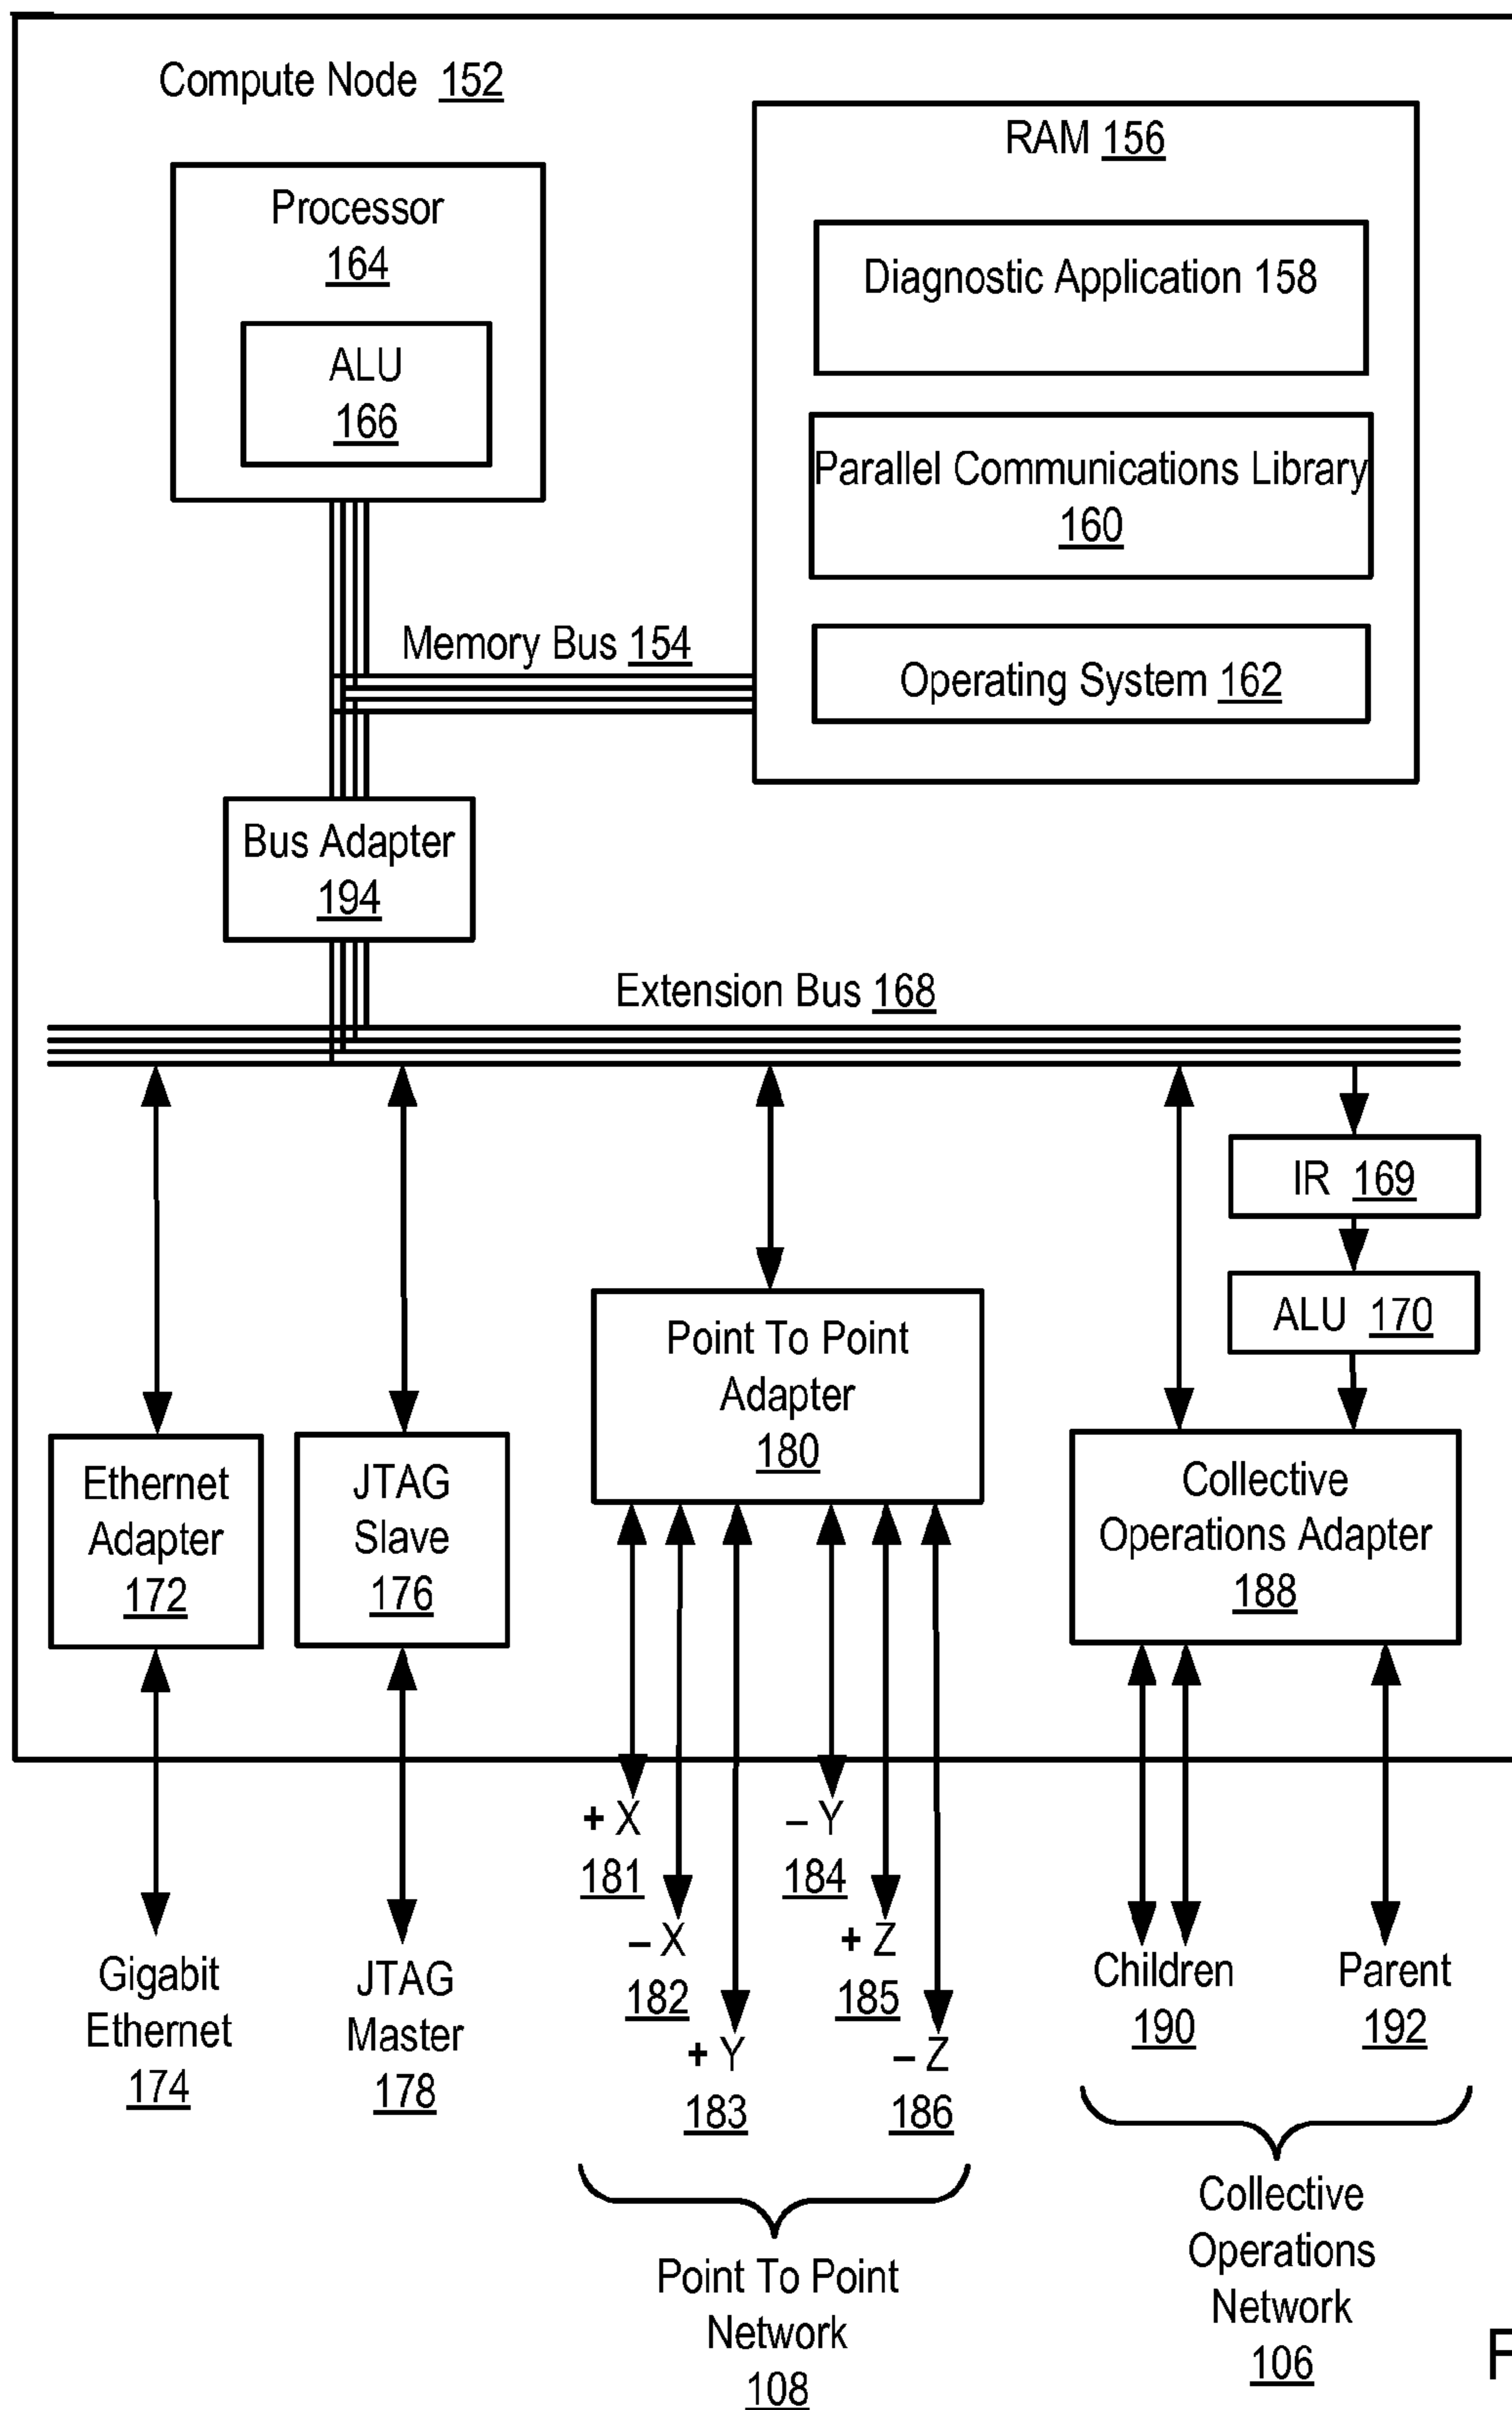 Compute Node 152
RAM 156
Processor
164
ALU
166
Diagnostic Application 158
Parallel Communications Library
160
Operating System 162
Memory Bus 154
Bus Adapter
194
Extension Bus 168
IR 169
ALU 170
Point To Point
Adapter
180
Ethernet
Adapter
172
JTAG
Slave
176
Collective
Operations Adapter
188
+ X
181
– X
182
+ Y
183
– Y
184
+ Z
185
– Z
186
Gigabit
Ethernet
174
JTAG
Master
178
Children
190
Parent
192
Point To Point
Network
108
Collective
Operations
Network
106
F